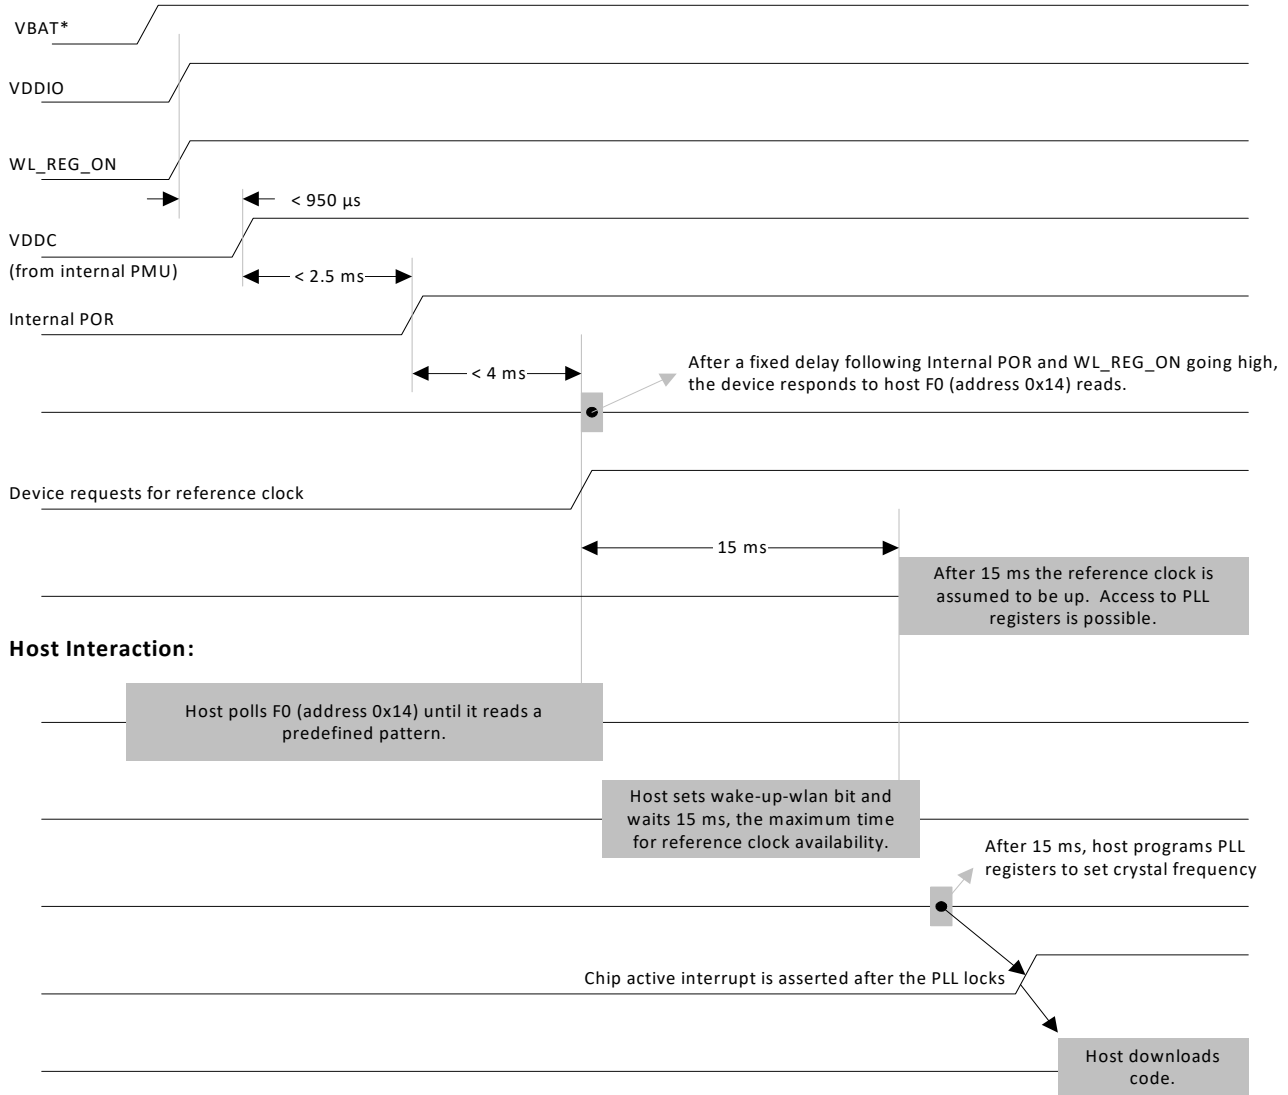 VBAT*
VDDIO
WL_REG_ON
< 950 µs
VDDC
(from internal PMU)
< 2.5 ms
Internal POR
< 4 ms
After a fixed delay following Internal POR and WL_REG_ON going high,
the device responds to host F0 (address 0x14) reads.
Device requests for reference clock
15 ms
After 15 ms the reference clock is
assumed to be up. Access to PLL
registers is possible.
Host Interaction:
Host polls F0 (address 0x14) until it reads a
predefined pattern.
Host sets wake-up-wlan bit and
waits 15 ms, the maximum time
for reference clock availability.
After 15 ms, host programs PLL
registers to set crystal frequency
Chip active interrupt is asserted after the PLL locks
Host downloads
code.